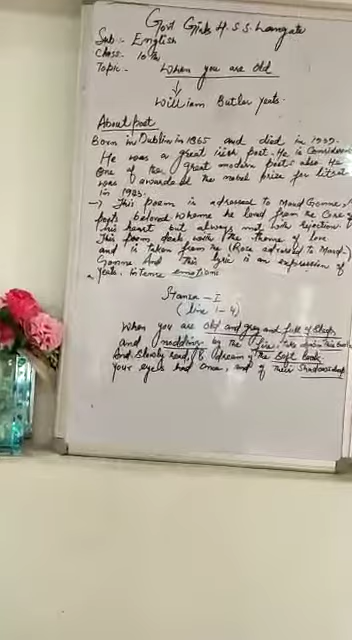 Govt Girls H.S.S. Langate
Sub:- English
Class:- 10th
Topic:- When you are old
William Butler Yeats.
About poet
Born in Dublin in 1865 and died in 1939.
He was a great irish poet. He is Considered
One of the great modern poets also. He
was awarded the nobel prize for
in 1923.
→ This poem is adressed to Maud Gonne,
poets beloved whome he loved from the Core of
his heart but always met with rejection.
This poem deals with the theme of love
and is taken from the (Rose adressed to Maud
Gonne And this lyric is an expression of
Yeats. intense emotions
Stanza - I
(line 1-4)
When you are old and grey and full of Sleep
and nodding by the fire, take down this book
And Slowly read, & dream of the Soft look
your eyes had once, and of their Shadows deep